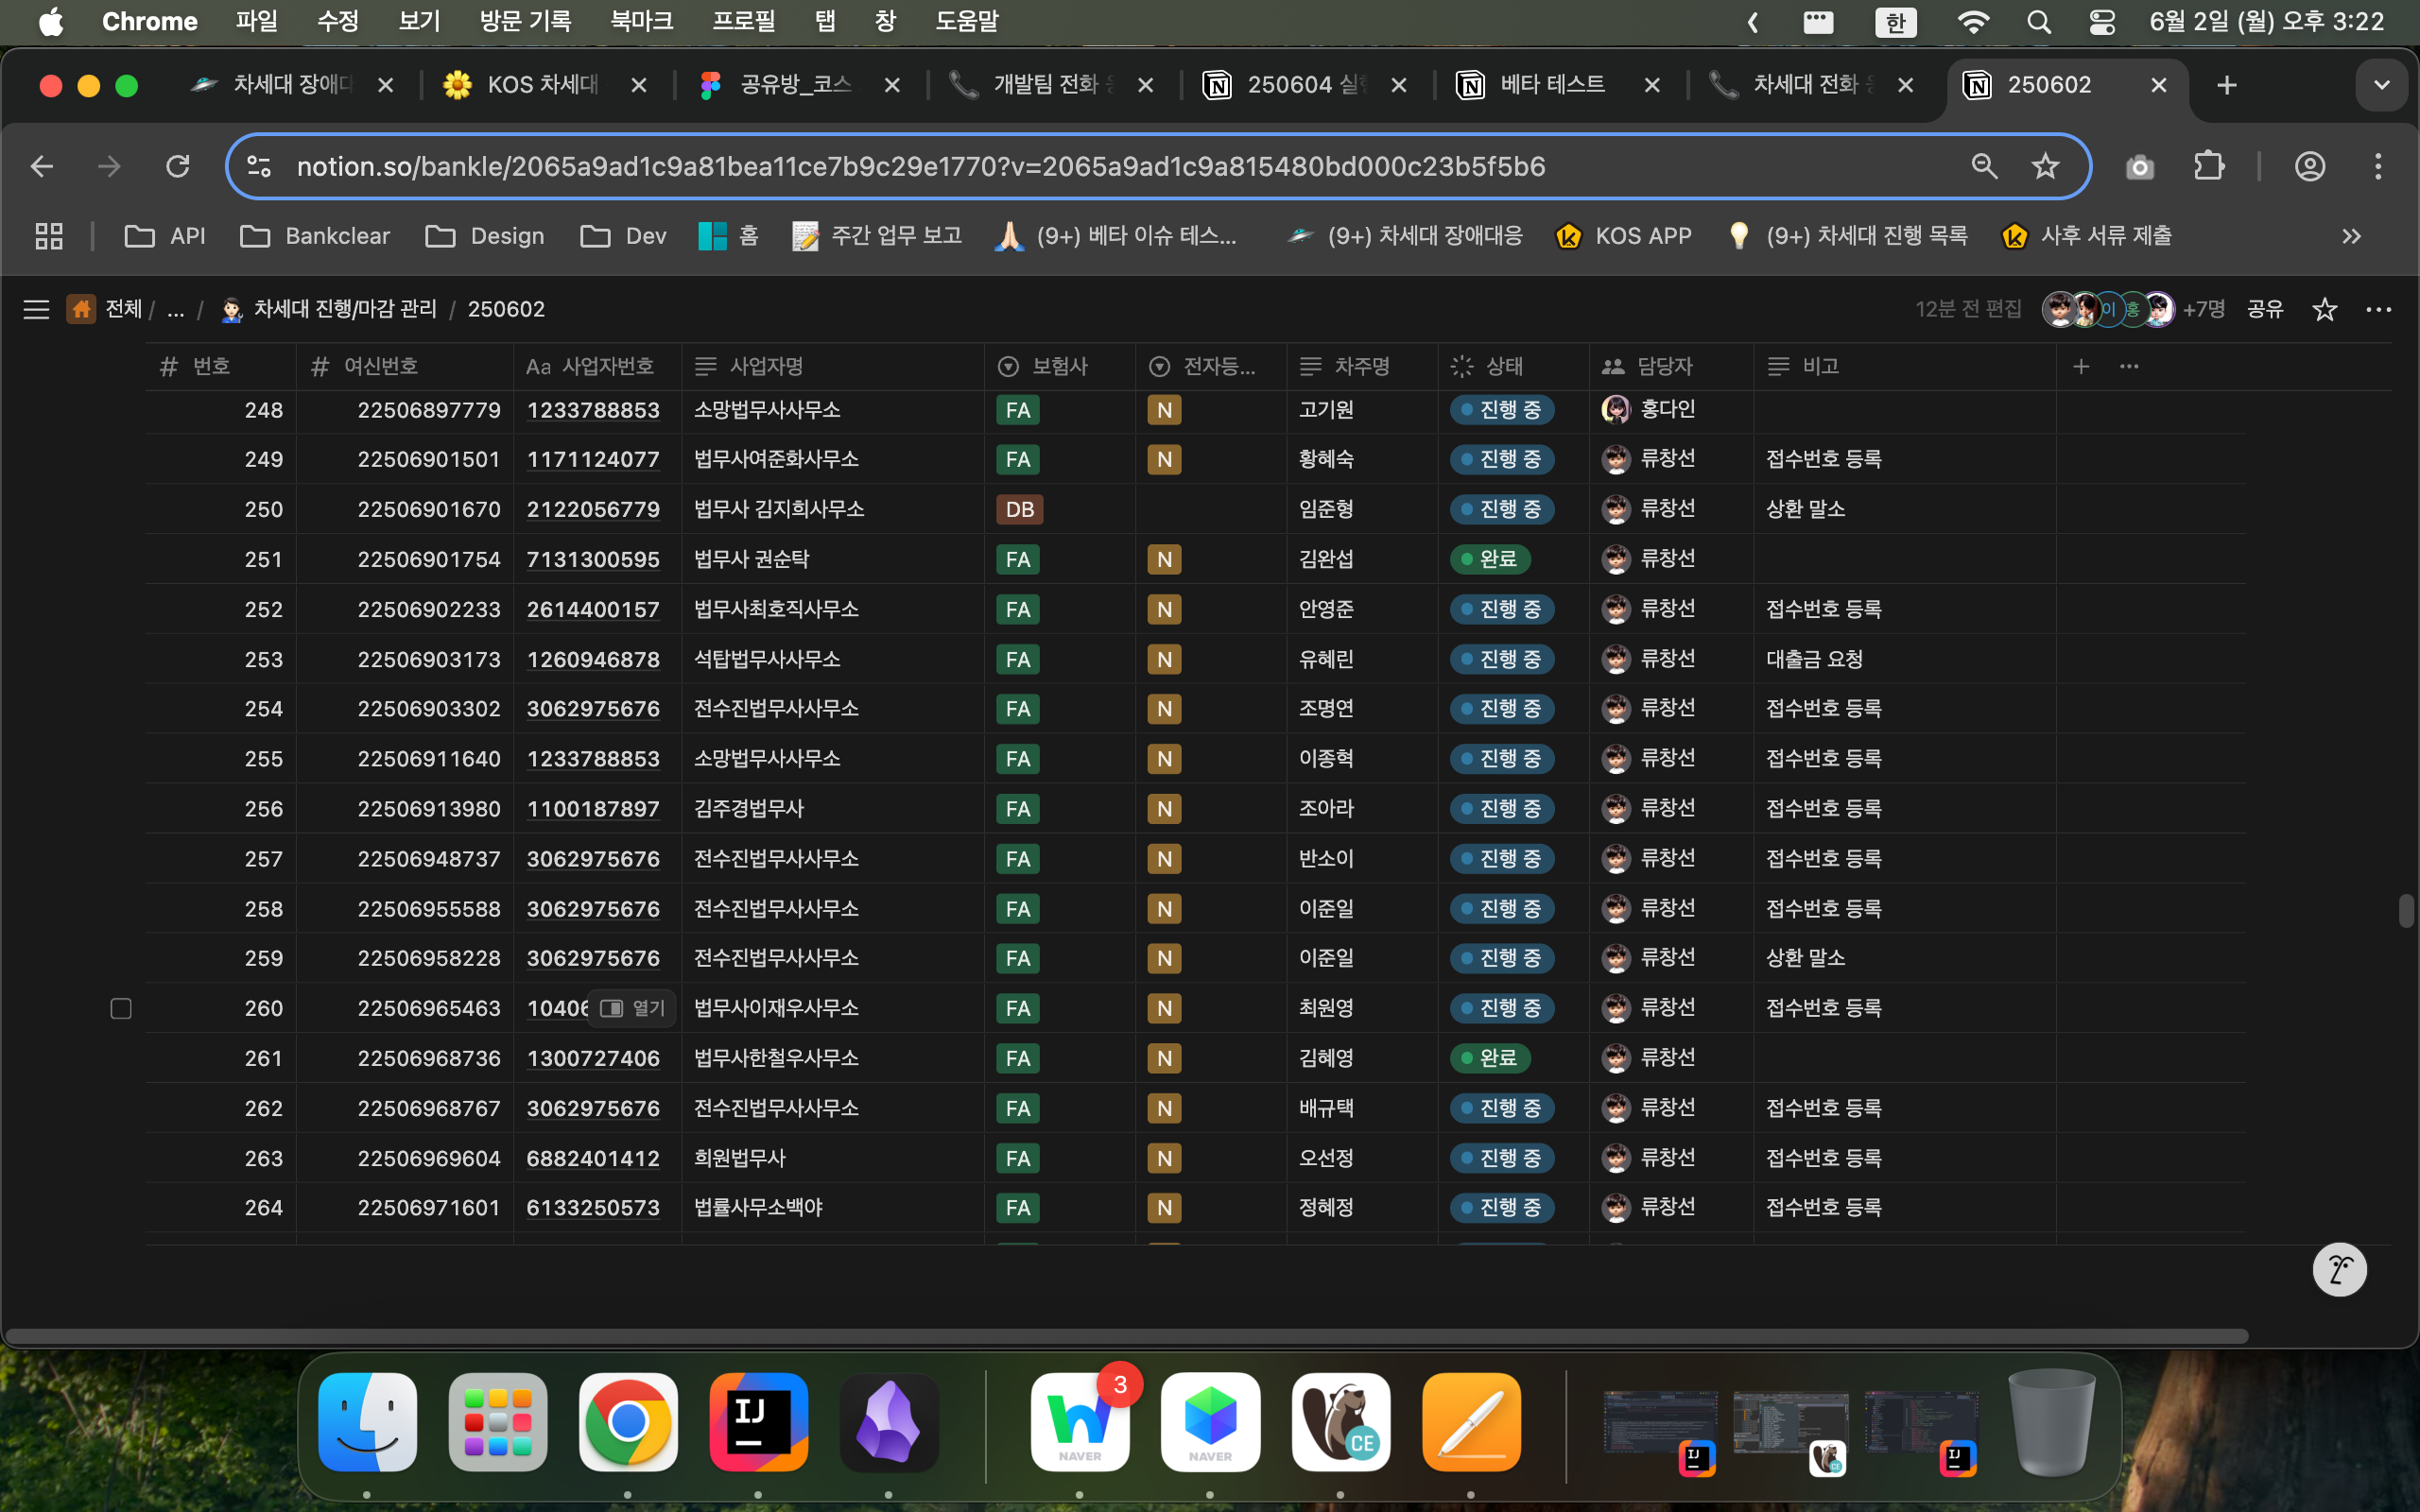 Chrome 파일 수정 보기 방문 기록 북마크 프로필 탭 창 도움말 한 6월 2일 (월) 오후 3:22
차세대 장애대 KOS 차세대 공유방_코스 개발팀 전화 250604 실행 베타 테스트 차세대 전화 250602
notion.so/bankle/2065a9ad1c9a81bea11ce7b9c29e1770?v=2065a9ad1c9a815480bd000c23b5f5b6
API Bankclear Design Dev 홈 주간 업무 보고 (9+) 베타 이슈 테스... (9+) 차세대 장애대응 KOS APP (9+) 차세대 진행 목록 사후 서류 제출
전체 / ... / 차세대 진행/마감 관리 / 250602 12분 전 편집 이 홍 +7명 공유
# 번호 # 여신번호 Aa 사업자번호 사업자명 보험사 전자등... 차주명 상태 담당자 비고
248 22506897779 1233788853 소망법무사사무소 FA N 고기원 진행 중 홍다인
249 22506901501 1171124077 법무사여준화사무소 FA N 황혜숙 진행 중 류창선 접수번호 등록
250 22506901670 2122056779 법무사 김지희사무소 DB 임준형 진행 중 류창선 상환 말소
251 22506901754 7131300595 법무사 권순탁 FA N 김완섭 완료 류창선
252 22506902233 2614400157 법무사최호직사무소 FA N 안영준 진행 중 류창선 접수번호 등록
253 22506903173 1260946878 석탑법무사사무소 FA N 유혜린 진행 중 류창선 대출금 요청
254 22506903302 3062975676 전수진법무사사무소 FA N 조명연 진행 중 류창선 접수번호 등록
255 22506911640 1233788853 소망법무사사무소 FA N 이종혁 진행 중 류창선 접수번호 등록
256 22506913980 1100187897 김주경법무사 FA N 조아라 진행 중 류창선 접수번호 등록
257 22506948737 3062975676 전수진법무사사무소 FA N 반소이 진행 중 류창선 접수번호 등록
258 22506955588 3062975676 전수진법무사사무소 FA N 이준일 진행 중 류창선 접수번호 등록
259 22506958228 3062975676 전수진법무사사무소 FA N 이준일 진행 중 류창선 상환 말소
260 22506965463 10406 열기 법무사이재우사무소 FA N 최원영 진행 중 류창선 접수번호 등록
261 22506968736 1300727406 법무사한철우사무소 FA N 김혜영 완료 류창선
262 22506968767 3062975676 전수진법무사사무소 FA N 배규택 진행 중 류창선 접수번호 등록
263 22506969604 6882401412 희원법무사 FA N 오선정 진행 중 류창선 접수번호 등록
264 22506971601 6133250573 법률사무소백야 FA N 정혜정 진행 중 류창선 접수번호 등록
IJ 3 NAVER NAVER CE IJ CE IJ